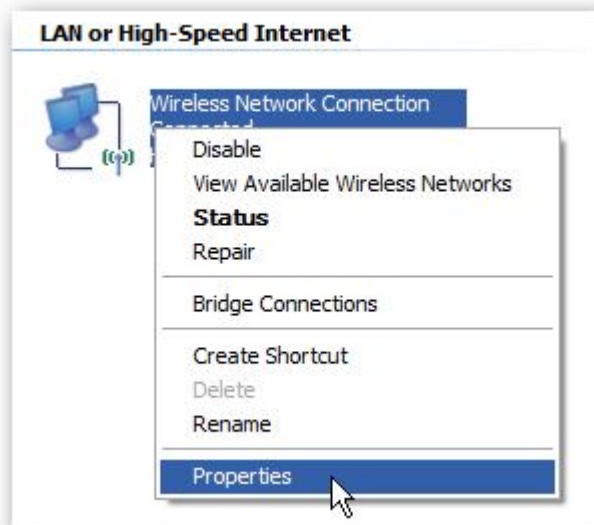 LAN or High-Speed Internet
Wireless Network Connection
Connected
Disable
View Available Wireless Networks
Status
Repair
Bridge Connections
Create Shortcut
Delete
Rename
Properties